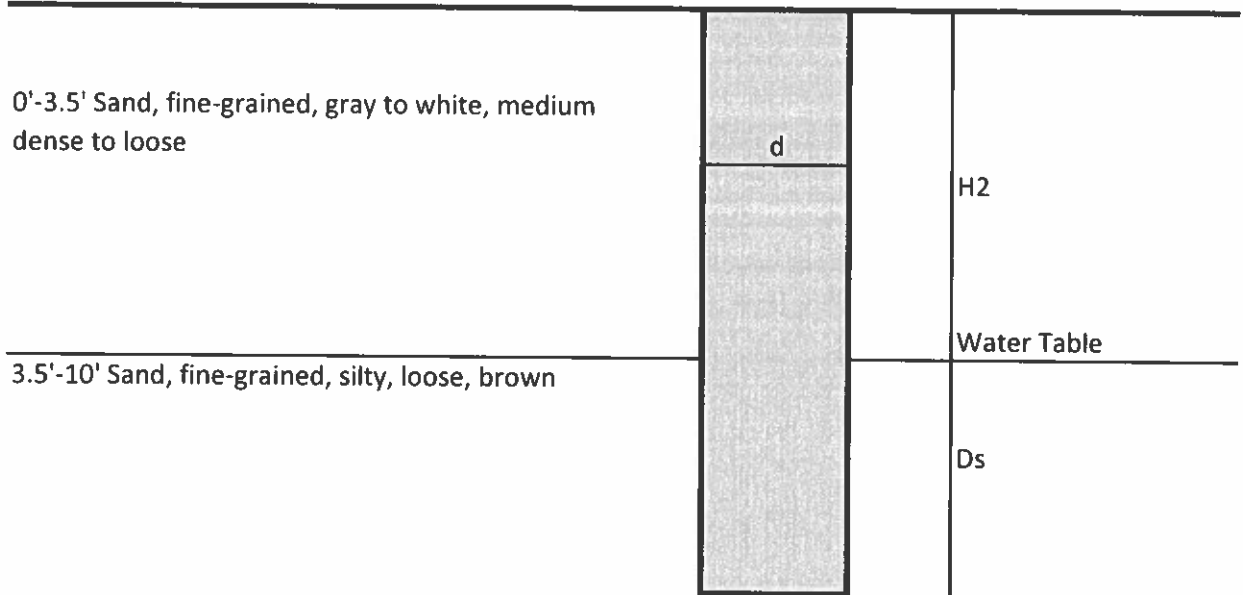 0'-3.5' Sand, fine-grained, gray to white, medium
dense to loose
d
H2
Water Table
3.5'-10' Sand, fine-grained, silty, loose, brown
Ds